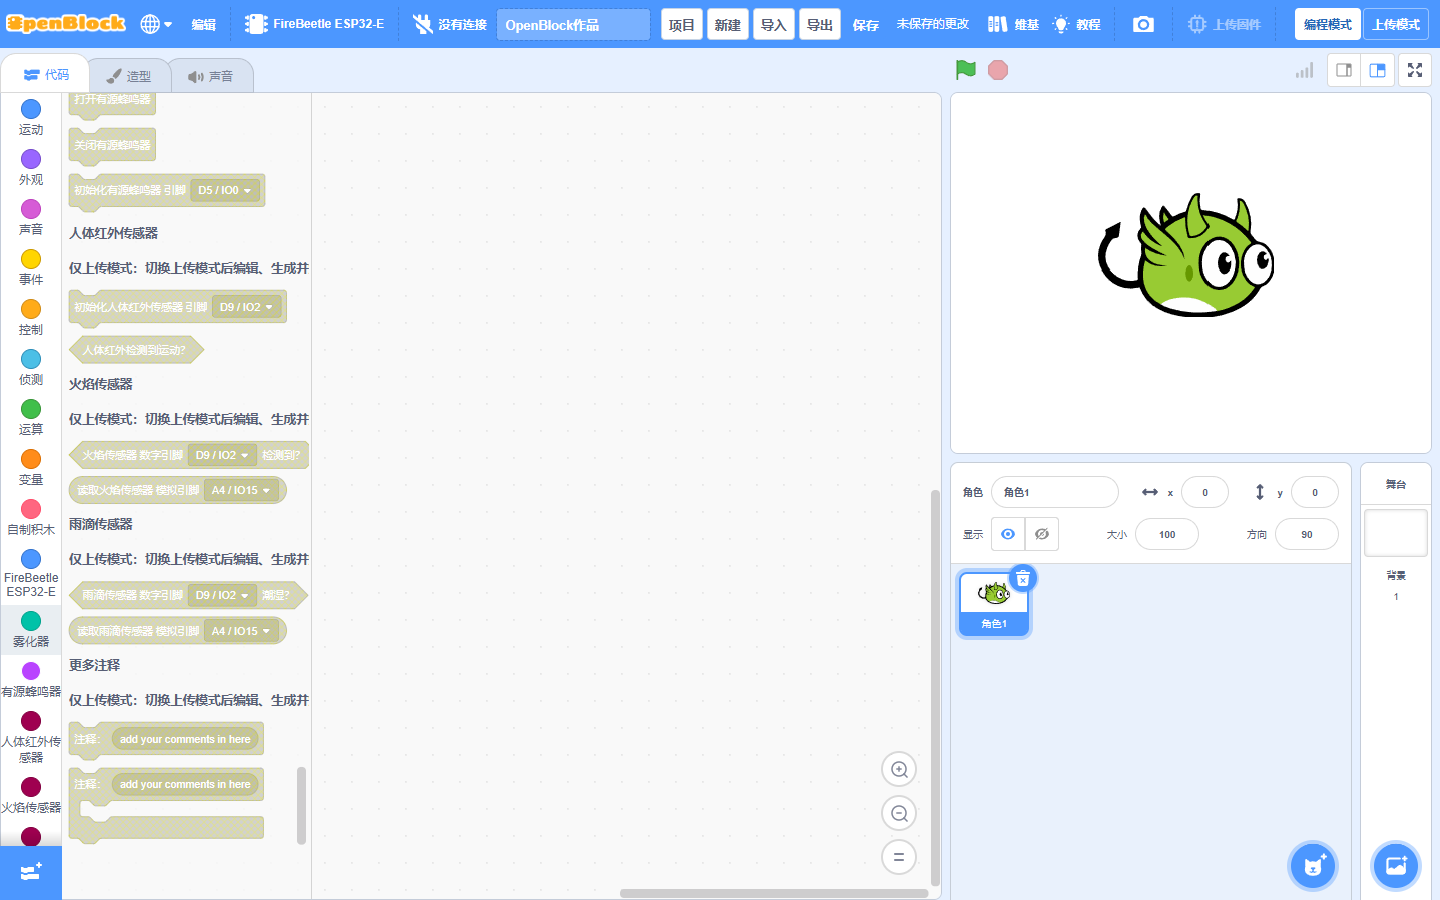 OpenBlock
编辑
FireBeetle ESP32-E
没有连接
OpenBlock作品
项目
新建
导入
导出
保存
未保存的更改
维基
教程
上传固件
编程模式
上传模式
代码
造型
声音
运动
外观
声音
事件
控制
侦测
运算
变量
自制积木
FireBeetle
ESP32-E
雾化器
有源蜂鸣器
人体红外传
感器
火焰传感器
打开有源蜂鸣器
关闭有源蜂鸣器
初始化有源蜂鸣器 引脚 D5 / IO0
人体红外传感器
仅上传模式：切换上传模式后编辑、生成并
初始化人体红外传感器 引脚 D9 / IO2
人体红外检测到运动?
火焰传感器
仅上传模式：切换上传模式后编辑、生成并
火焰传感器 数字引脚 D9 / IO2 检测到?
读取火焰传感器 模拟引脚 A4 / IO15
雨滴传感器
仅上传模式：切换上传模式后编辑、生成并
雨滴传感器 数字引脚 D9 / IO2 潮湿?
读取雨滴传感器 模拟引脚 A4 / IO15
更多注释
仅上传模式：切换上传模式后编辑、生成并
注释： add your comments in here
注释： add your comments in here
角色 角色1 x 0 y 0
显示 大小 100 方向 90
角色1
舞台
背景
1